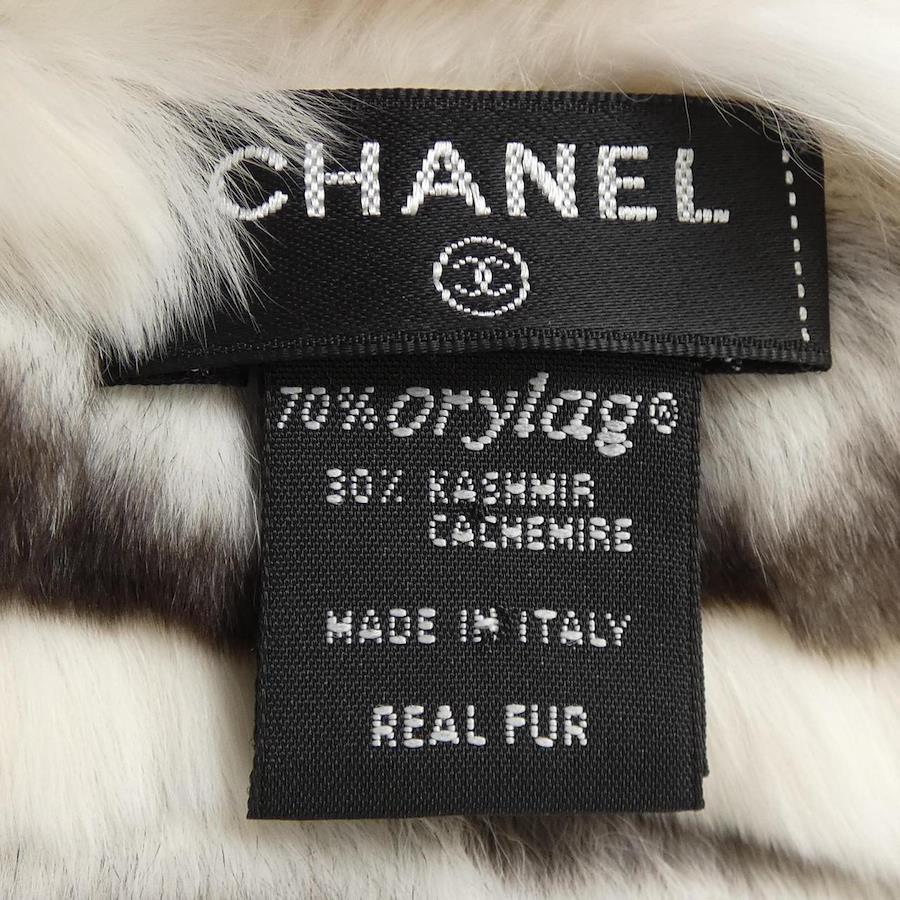 CHANEL
70% orylag®
30% KASHMIR
CACHEMIRE
MADE IN ITALY
REAL FUR